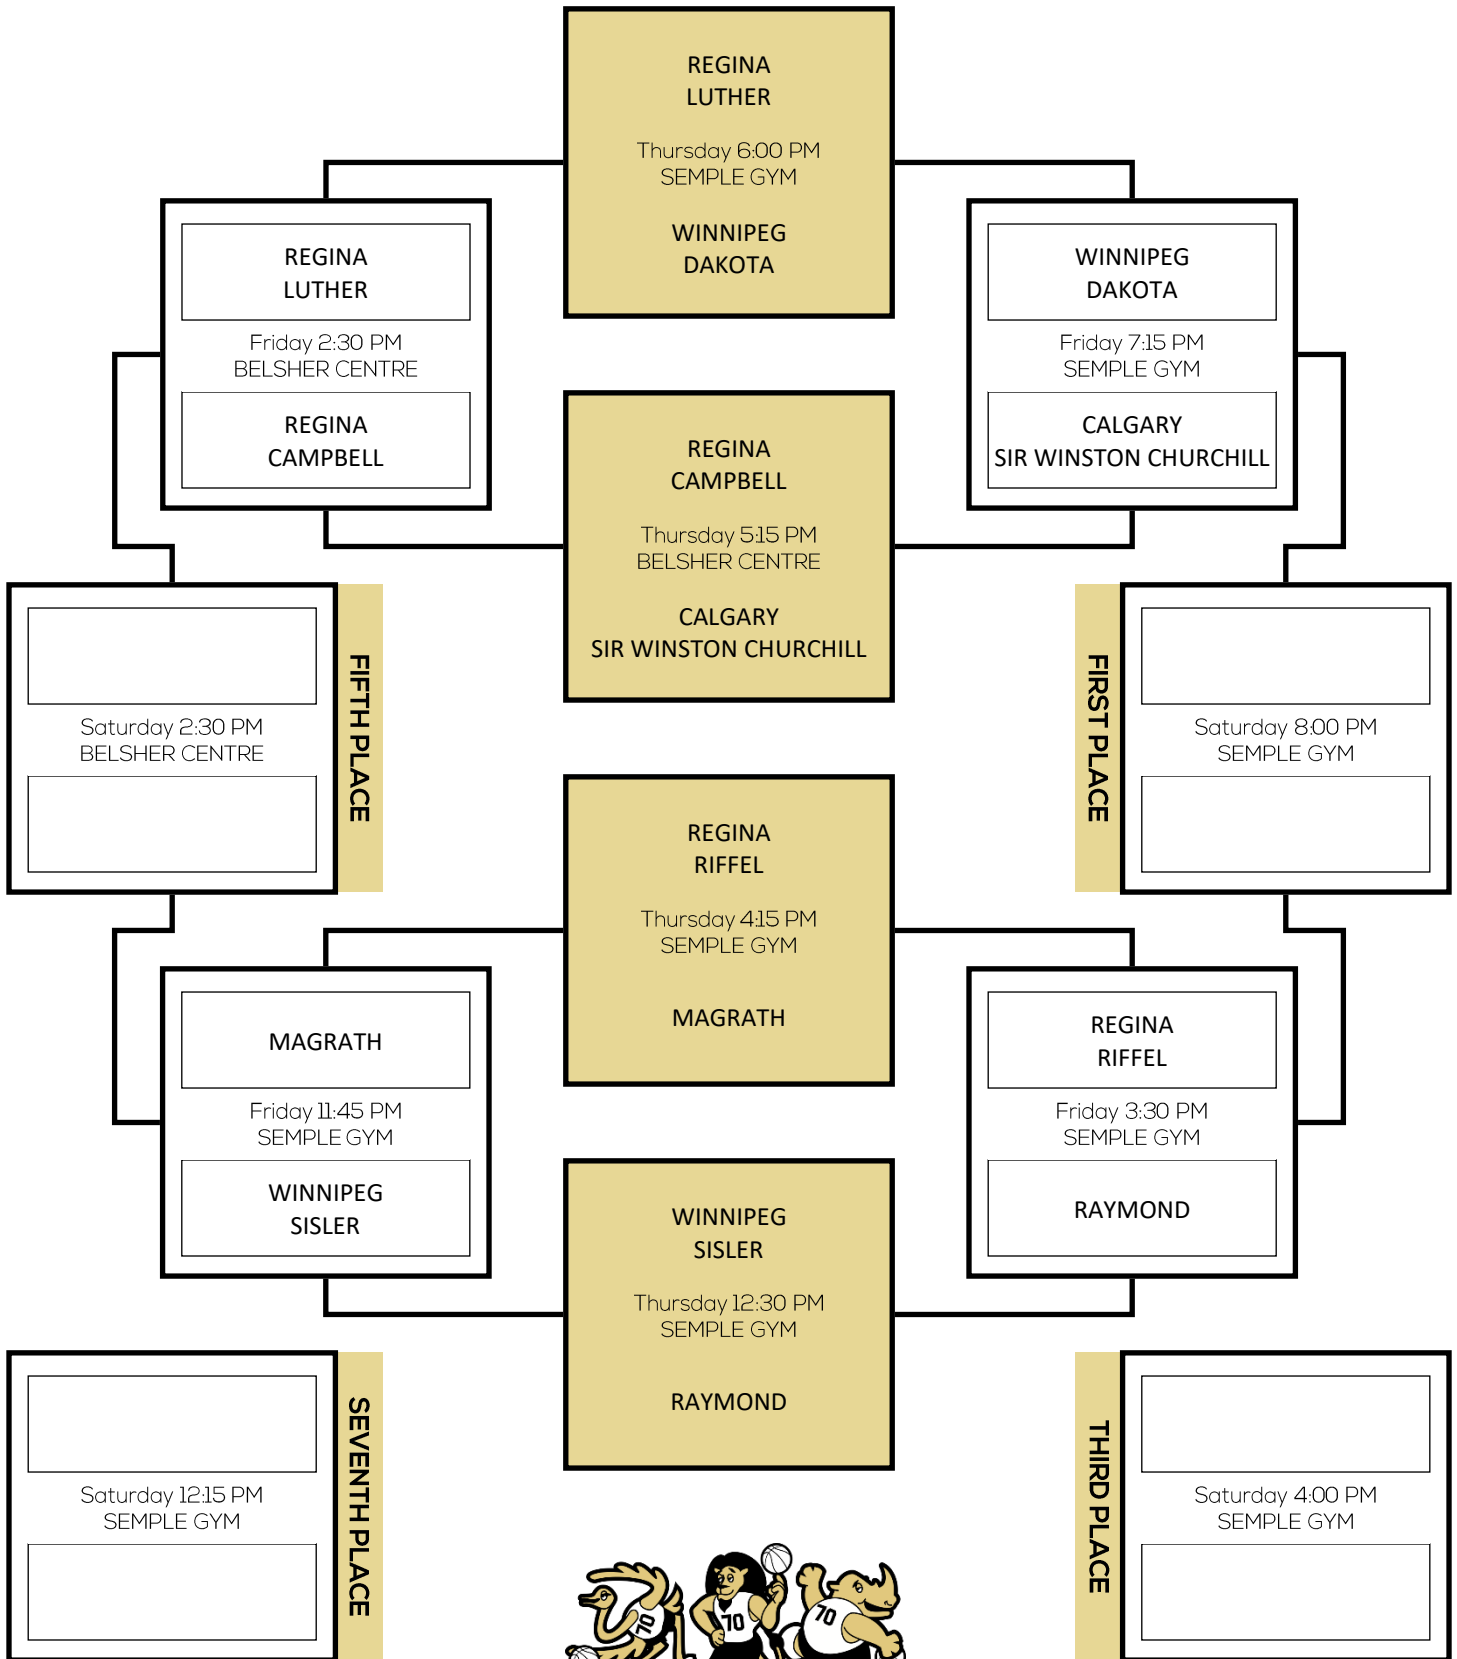 REGINA
LUTHER
Thursday 6:00 PM
SEMPLE GYM
WINNIPEG
DAKOTA
REGINA
LUTHER
Friday 2:30 PM
BELSHER CENTRE
REGINA
CAMPBELL
WINNIPEG
DAKOTA
Friday 7:15 PM
SEMPLE GYM
CALGARY
SIR WINSTON CHURCHILL
REGINA
CAMPBELL
Thursday 5:15 PM
BELSHER CENTRE
CALGARY
SIR WINSTON CHURCHILL
Saturday 2:30 PM
BELSHER CENTRE
FIFTH PLACE
FIRST PLACE
Saturday 8:00 PM
SEMPLE GYM
REGINA
RIFFEL
Thursday 4:15 PM
SEMPLE GYM
MAGRATH
MAGRATH
Friday 11:45 PM
SEMPLE GYM
WINNIPEG
SISLER
REGINA
RIFFEL
Friday 3:30 PM
SEMPLE GYM
RAYMOND
WINNIPEG
SISLER
Thursday 12:30 PM
SEMPLE GYM
RAYMOND
Saturday 12:15 PM
SEMPLE GYM
SEVENTH PLACE
THIRD PLACE
Saturday 4:00 PM
SEMPLE GYM
70
70
70